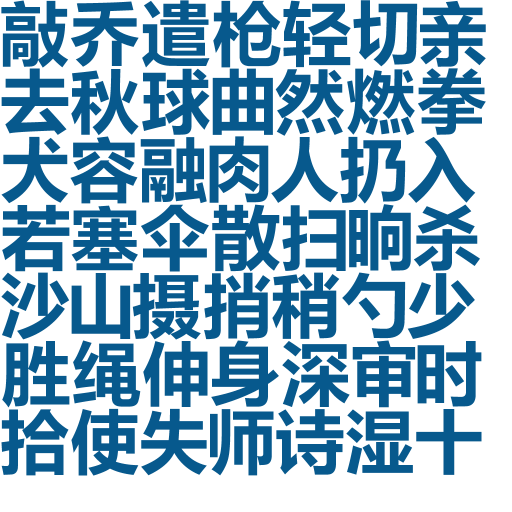 敲乔遣枪轻切亲
去秋球曲然燃拳
犬容融肉人扔入
若塞伞散扫晌杀
沙山摄捎稍勺少
胜绳伸身深审时
拾使失师诗湿十